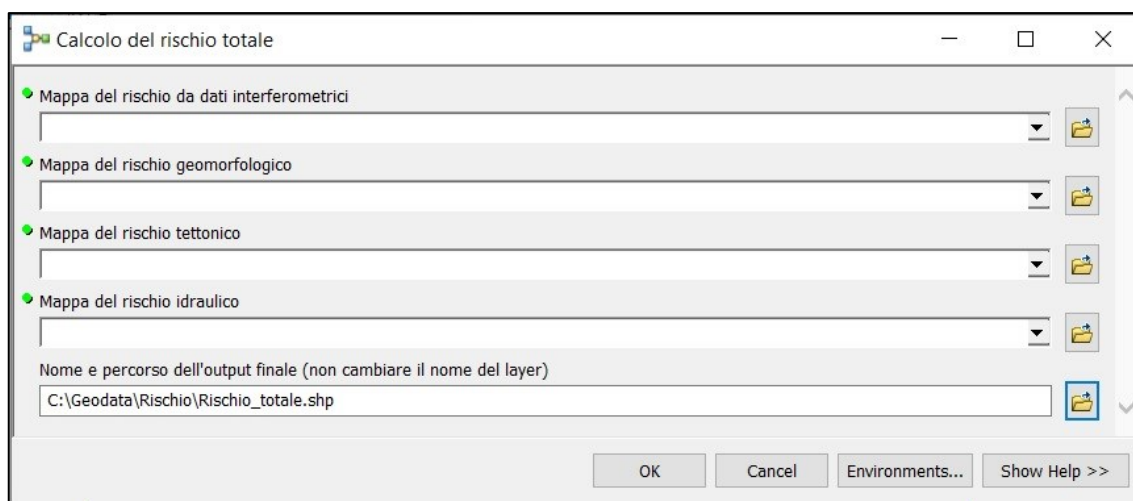 Calcolo del rischio totale
Mappa del rischio da dati interferometrici
Mappa del rischio geomorfologico
Mappa del rischio tettonico
Mappa del rischio idraulico
Nome e percorso dell'output finale (non cambiare il nome del layer)
C:\Geodata\Rischio\Rischio_totale.shp
OK Cancel Environments... Show Help >>